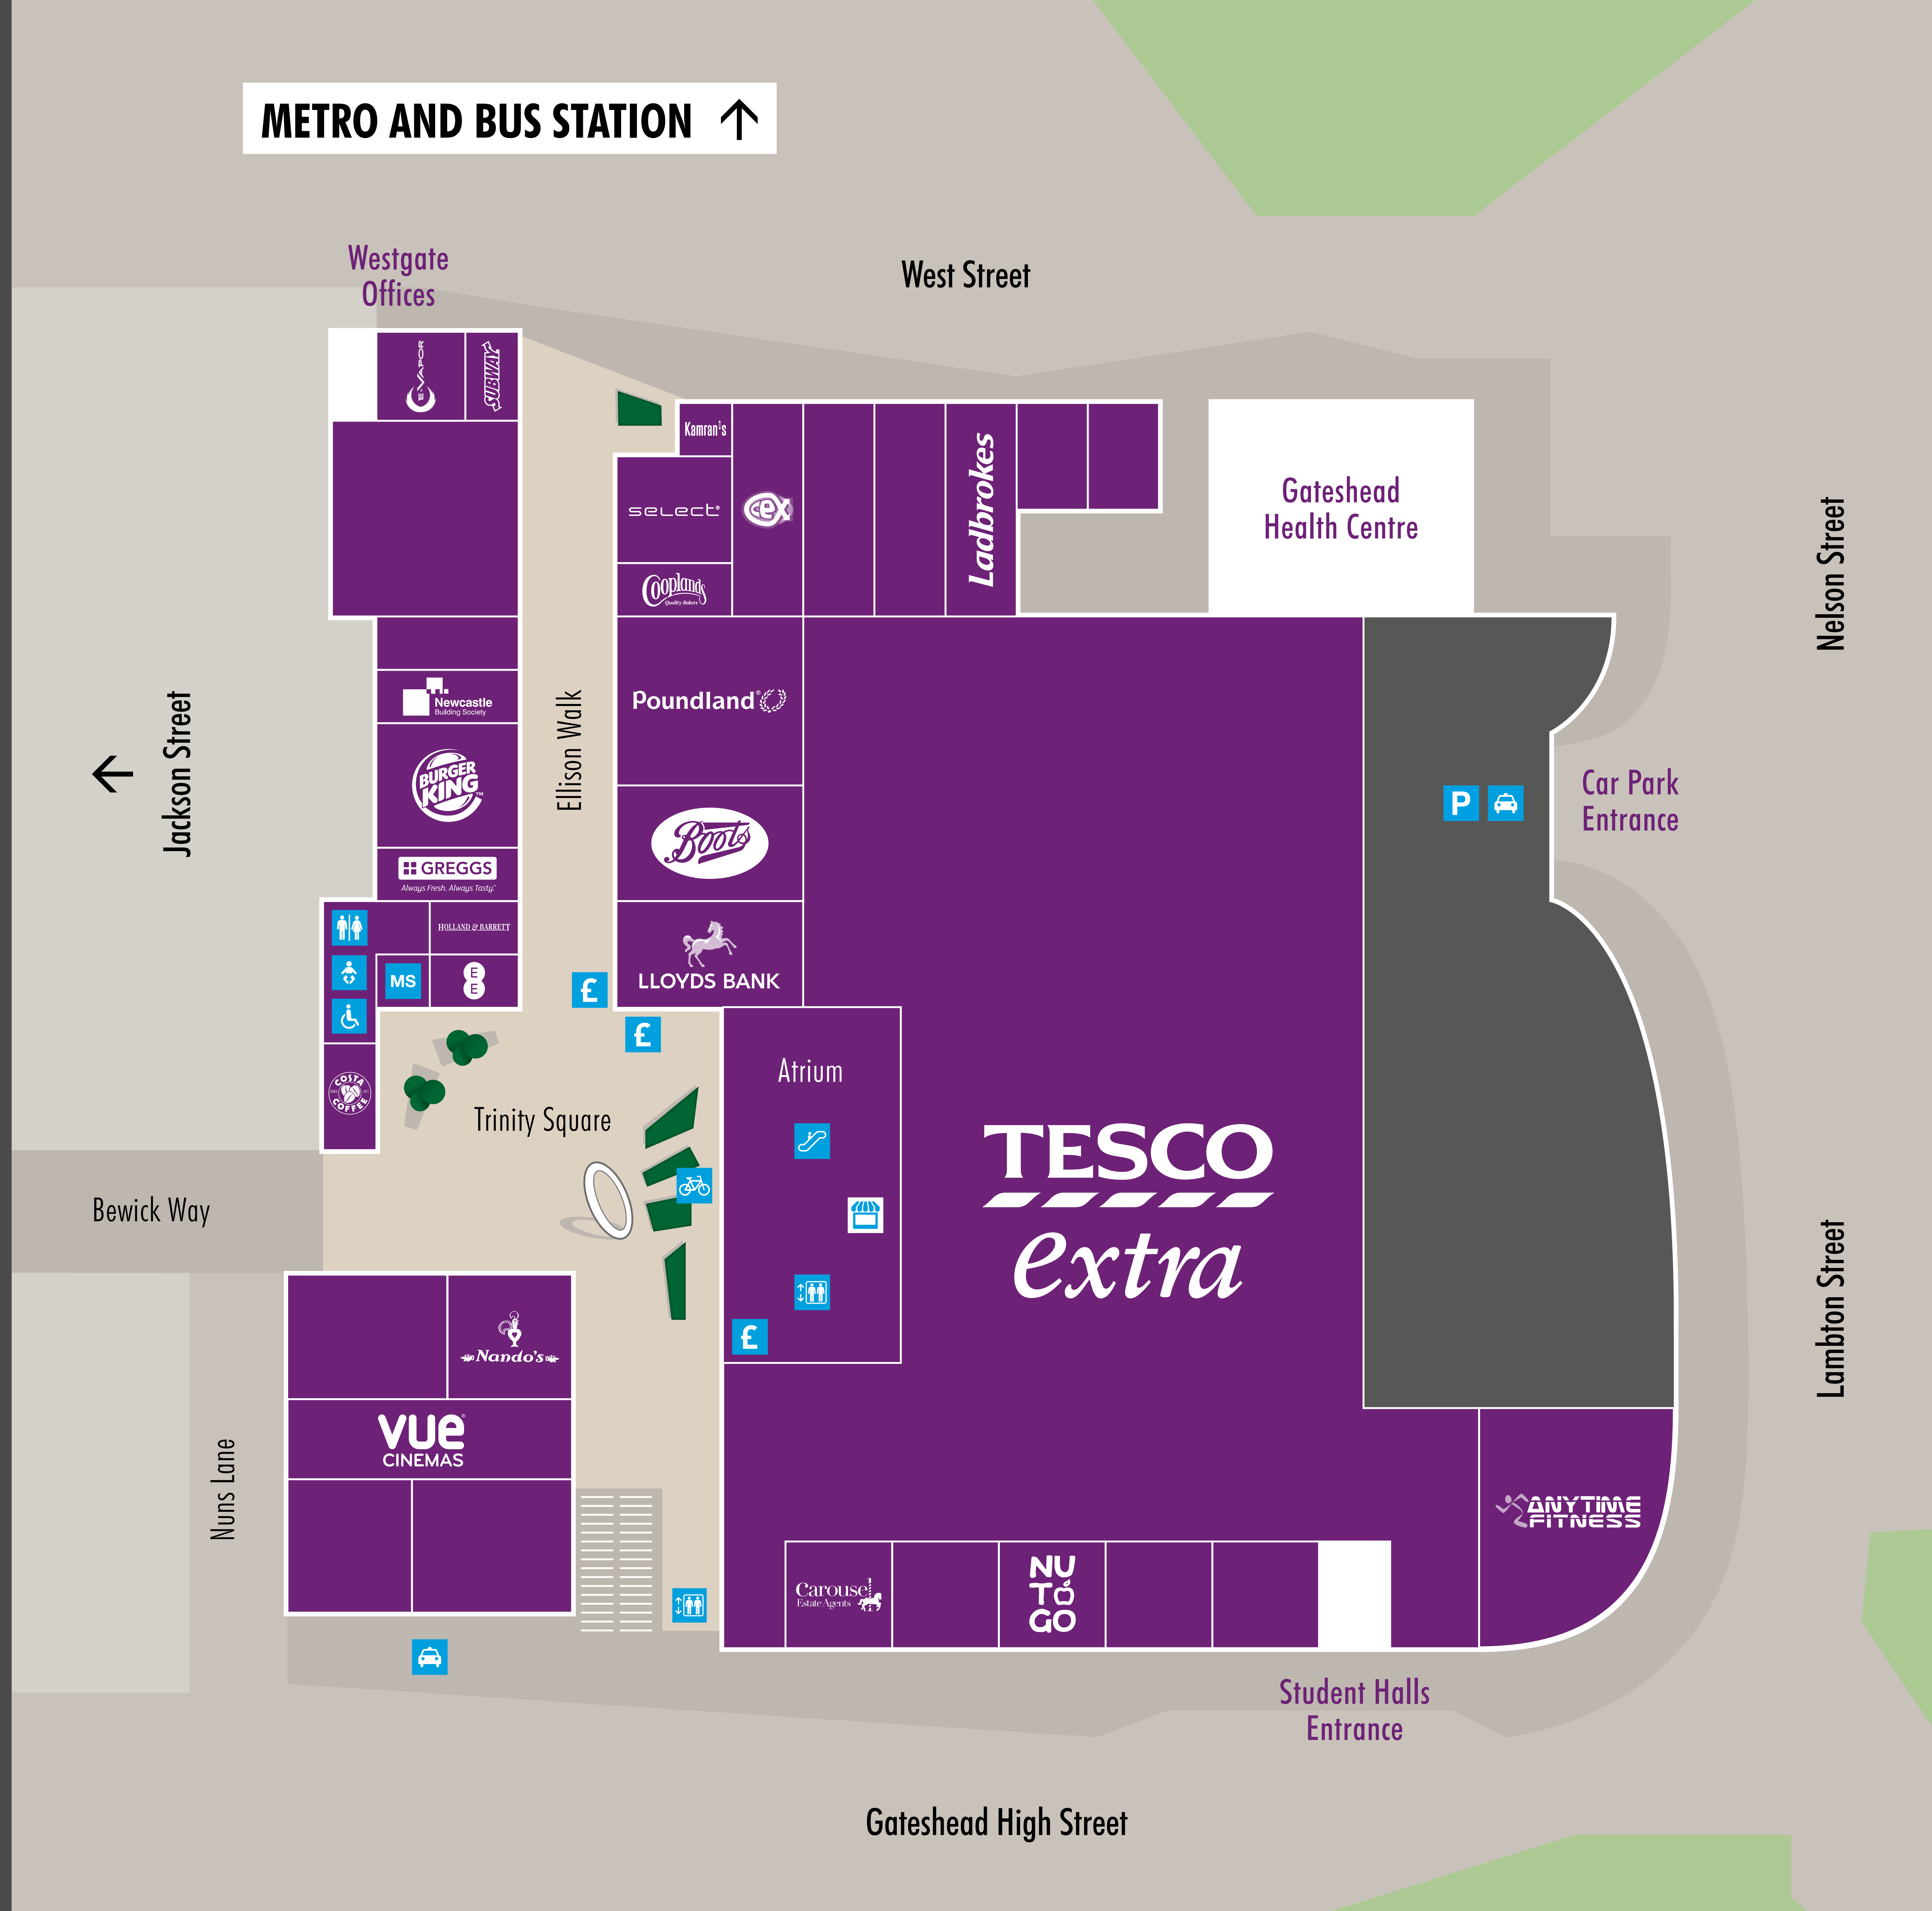 METRO AND BUS STATION
Westgate
Offices
West Street
E-VAPOR
SUBWAY
Kamran's
select
cex
Ladbrokes
Gateshead
Health Centre
Cooplands
Quality Bakers
Nelson Street
Newcastle
Building Society
Poundland
Ellison Walk
Jackson Street
BURGER
KING™
Boots
P
Car Park
Entrance
GREGGS
Always Fresh. Always Tasty.
HOLLAND & BARRETT
MS
E
E
LLOYDS BANK
£
£
Atrium
COSTA
COFFEE
Trinity Square
TESCO
extra
Bewick Way
Lambton Street
£
Nando's
vue
CINEMAS
Nuns Lane
ANYTIME
FITNESS
Carousel
Estate Agents
NU
TO
GO
Student Halls
Entrance
Gateshead High Street